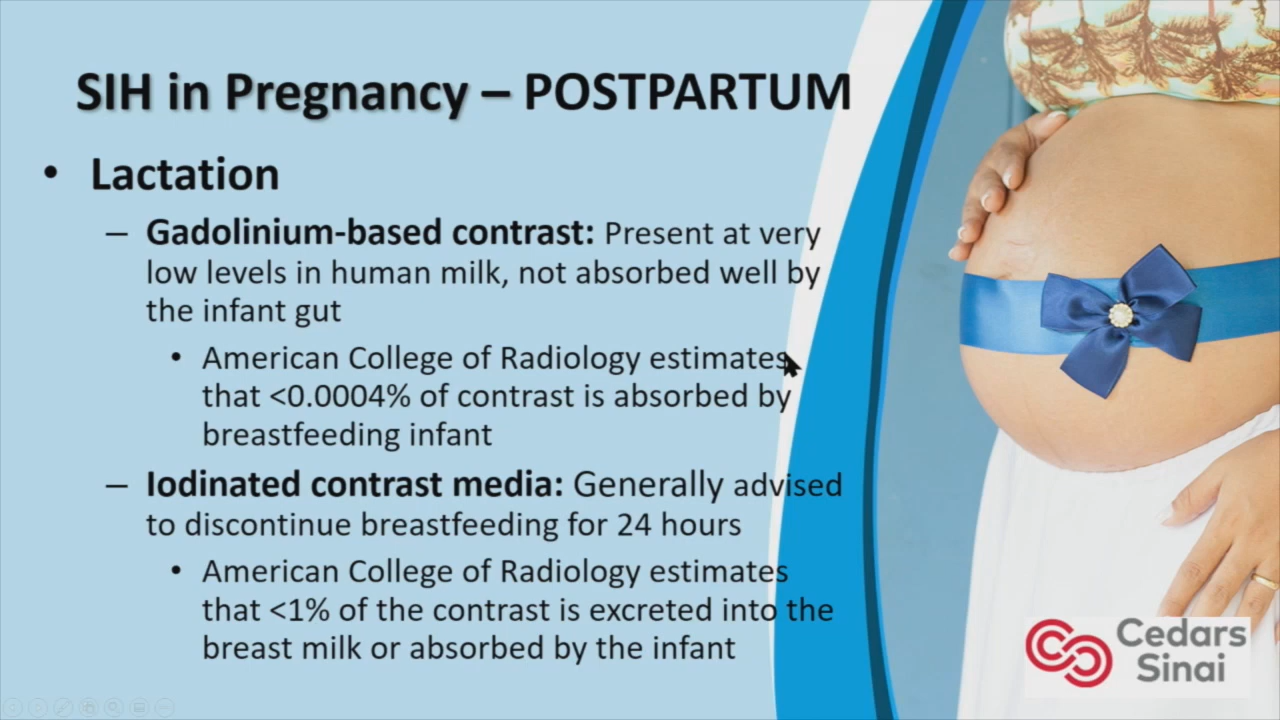 SIH in Pregnancy – POSTPARTUM
• Lactation
– Gadolinium-based contrast: Present at very
low levels in human milk, not absorbed well by
the infant gut
• American College of Radiology estimates
that <0.0004% of contrast is absorbed by
breastfeeding infant
– Iodinated contrast media: Generally advised
to discontinue breastfeeding for 24 hours
• American College of Radiology estimates
that <1% of the contrast is excreted into the
breast milk or absorbed by the infant
Cedars
Sinai